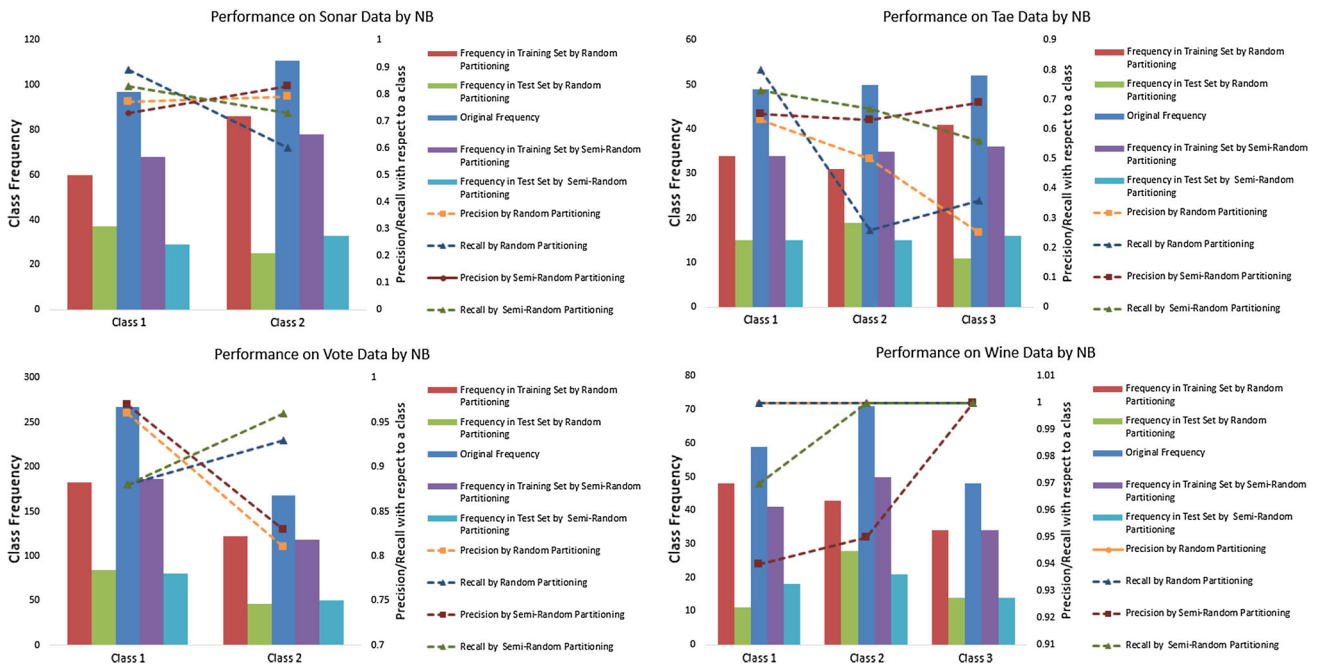 Performance on Sonar Data by NB
Class Frequency
120
100
80
60
40
20
0
Class 1
Class 2
1
0.9
0.8
0.7
0.6
0.5
0.4
0.3
0.2
0.1
0
Precision/Recall with respect to a class
Frequency in Training Set by Random
Partitioning
Frequency in Test Set by Random
Partitioning
Original Frequency
Frequency in Training Set by Semi-Random
Partitioning
Frequency in Test Set by Semi-Random
Partitioning
Precision by Random Partitioning
Recall by Random Partitioning
Precision by Semi-Random Partitioning
Recall by Semi-Random Partitioning
Performance on Tae Data by NB
Class Frequency
60
50
40
30
20
10
0
Class 1
Class 2
Class 3
0.9
0.8
0.7
0.6
0.5
0.4
0.3
0.2
0.1
0
Precision/Recall with respect to a class
Frequency in Training Set by Random
Partitioning
Frequency in Test Set by Random
Partitioning
Original Frequency
Frequency in Training Set by Semi-Random
Partitioning
Frequency in Test Set by Semi-Random
Partitioning
Precision by Random Partitioning
Recall by Random Partitioning
Precision by Semi-Random Partitioning
Recall by Semi-Random Partitioning
Performance on Vote Data by NB
Class Frequency
300
250
200
150
100
50
0
Class 1
Class 2
1
0.95
0.9
0.85
0.8
0.75
0.7
Precision/Recall with respect to a class
Frequency in Training Set by Random
Partitioning
Frequency in Test Set by Random
Partitioning
Original Frequency
Frequency in Training Set by Semi-Random
Partitioning
Frequency in Test Set by Semi-Random
Partitioning
Precision by Random Partitioning
Recall by Random Partitioning
Precision by Semi-Random Partitioning
Recall by Semi-Random Partitioning
Performance on Wine Data by NB
Class Frequency
80
70
60
50
40
30
20
10
0
Class 1
Class 2
Class 3
1.01
1
0.99
0.98
0.97
0.96
0.95
0.94
0.93
0.92
0.91
Precision/Recall with respect to a class
Frequency in Training Set by Random
Partitioning
Frequency in Test Set by Random
Partitioning
Original Frequency
Frequency in Training Set by Semi-Random
Partitioning
Frequency in Test Set by Semi-Random
Partitioning
Precision by Random Partitioning
Recall by Random Partitioning
Precision by Semi-Random Partitioning
Recall by Semi-Random Partitioning